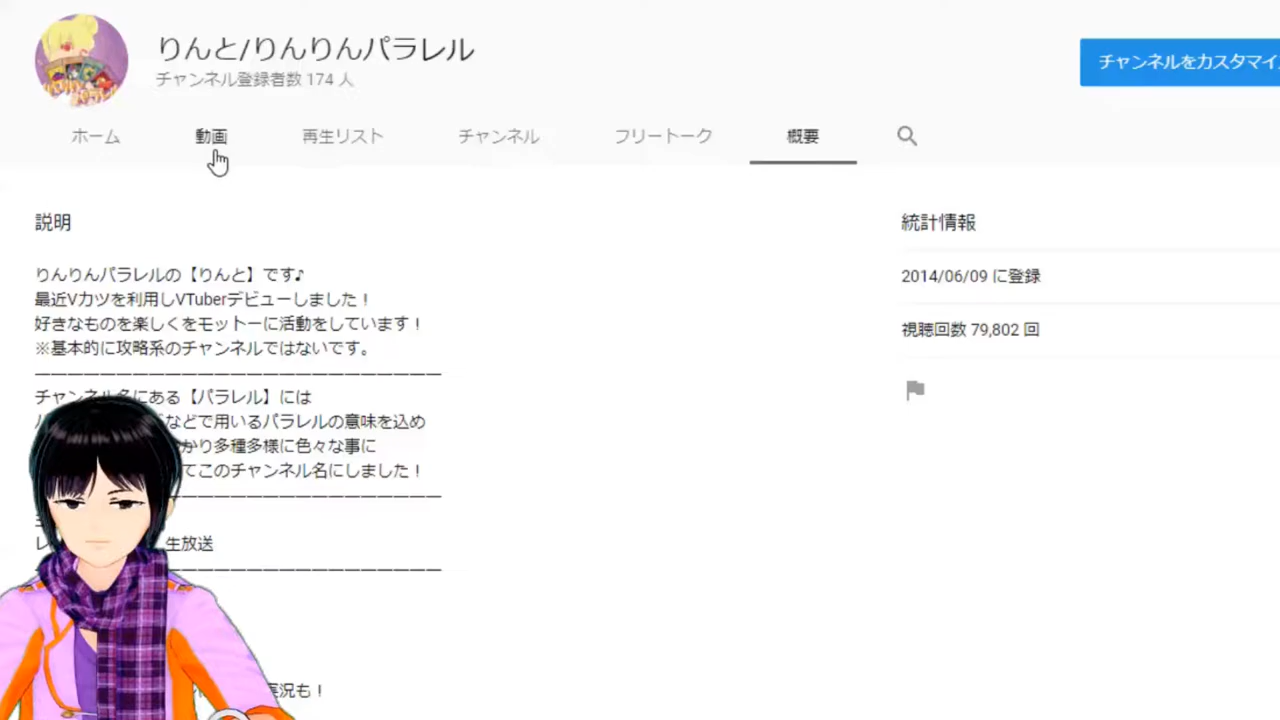 りんと/りんりんパラレル
チャンネル登録者数 174 人
チャンネルをカスタマイ
ホーム
動画
再生リスト
チャンネル
フリートーク
概要
説明
りんりんパラレルの【りんと】です♪
最近Vカツを利用しVTuberデビューしました！
好きなものを楽しくをモットーに活動をしています！
※基本的に攻略系のチャンネルではないです。
チャンネル名にある【パラレル】には
などで用いるパラレルの意味を込め
かり多種多様に色々な事に
てこのチャンネル名にしました！
生放送
実況も！
統計情報
2014/06/09 に登録
視聴回数 79,802 回